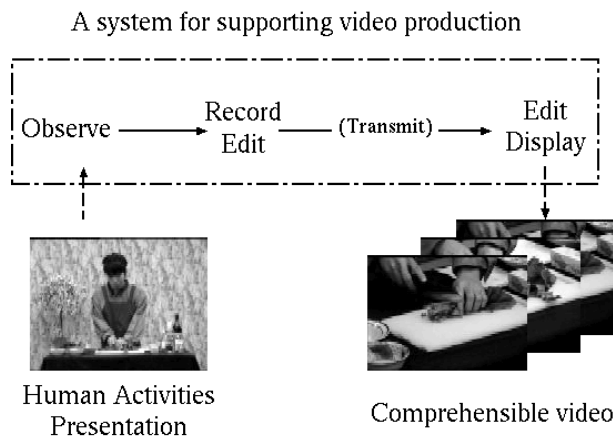 A system for supporting video production
Observe
Record
Edit
(Transmit)
Edit
Display
Human Activities
Presentation
Comprehensible video